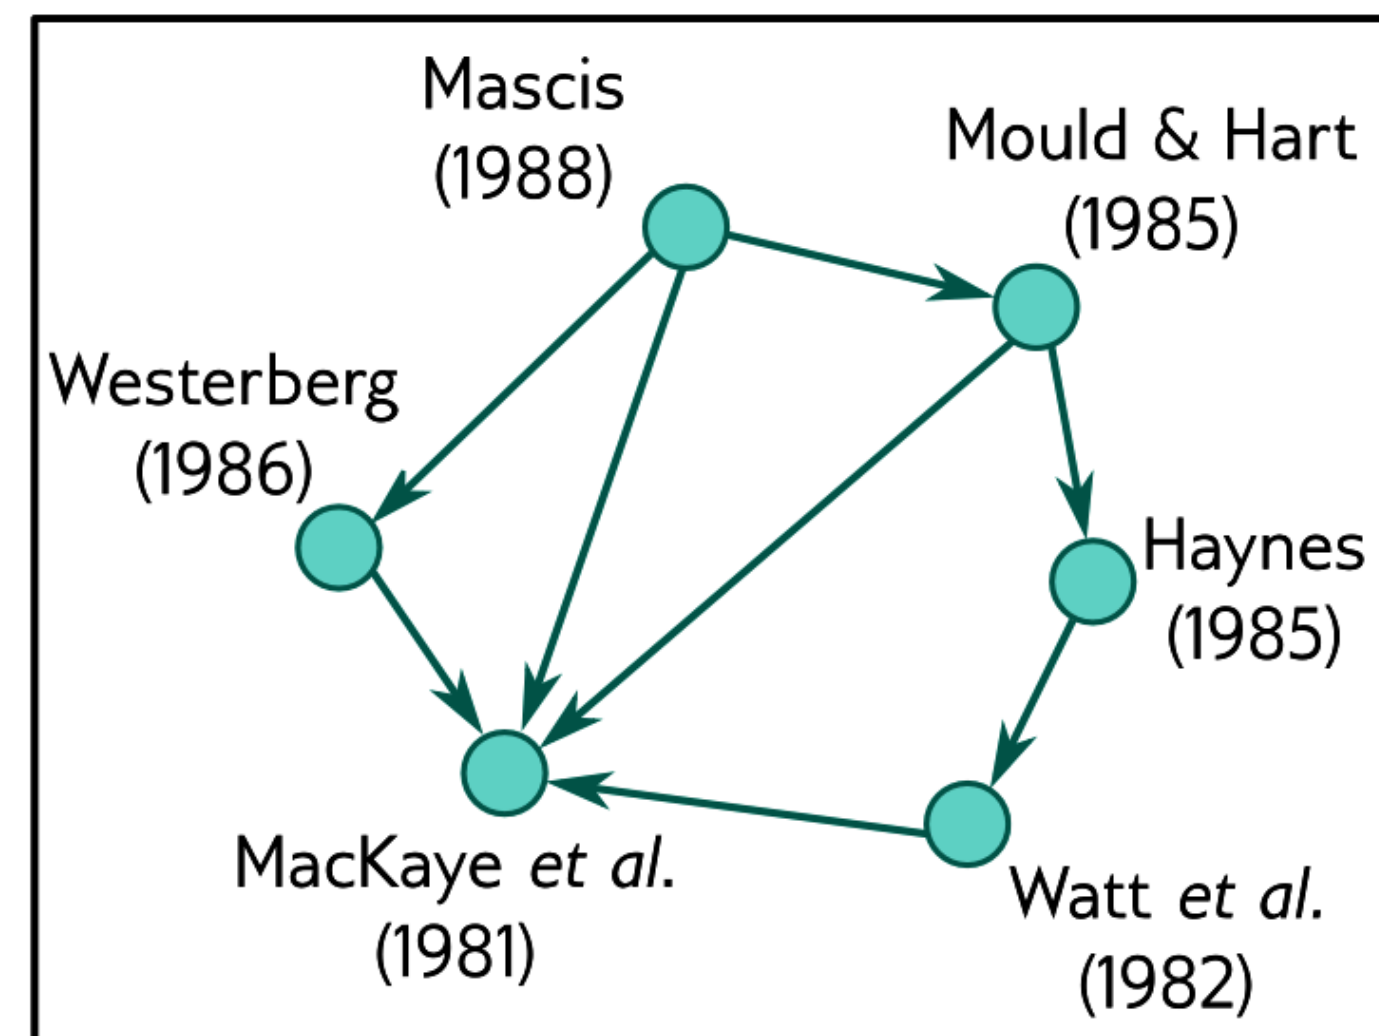 Mascis
(1988)
Mould & Hart
(1985)
Westerberg
(1986)
Haynes
(1985)
MacKaye et al.
(1981)
Watt et al.
(1982)